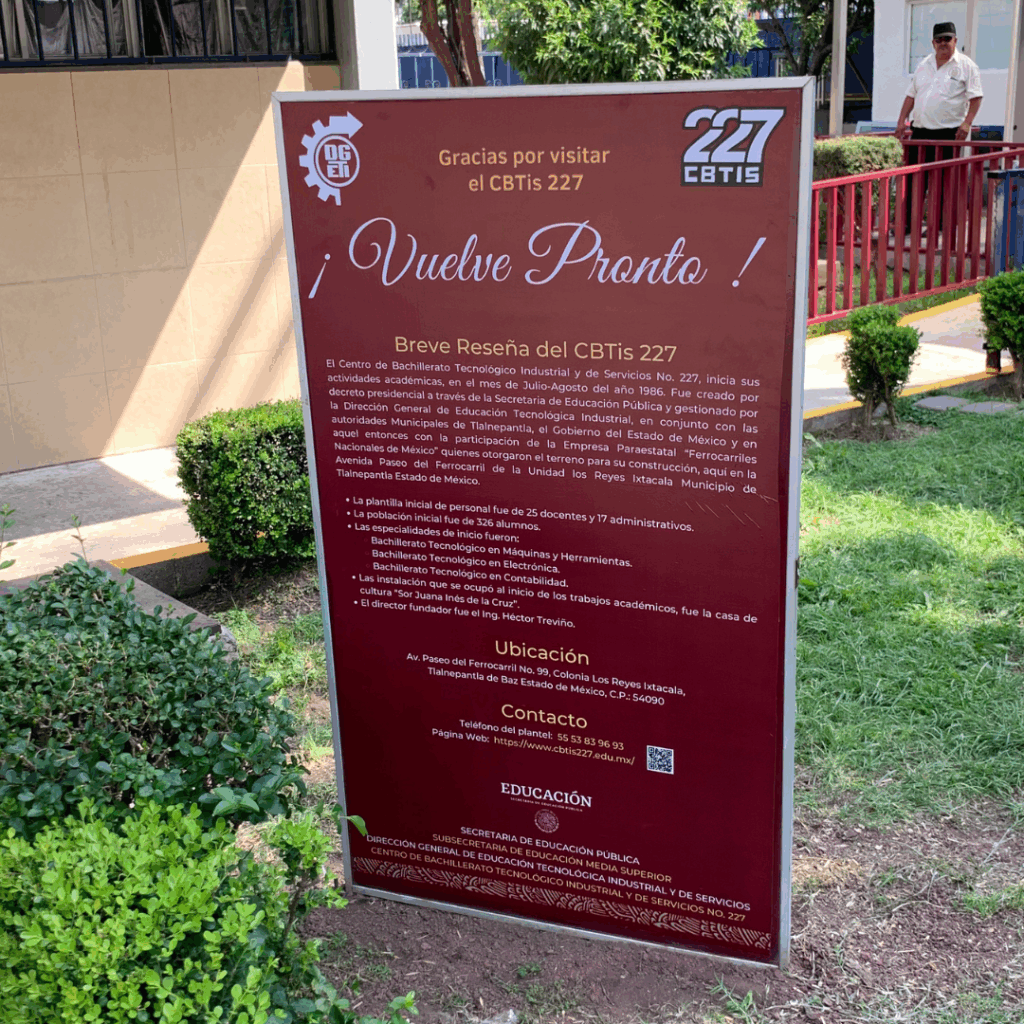 DGETI
Gracias por visitar
el CBTis 227
227
CBTIS
¡ Vuelve Pronto !
Breve Reseña del CBTis 227
El Centro de Bachillerato Tecnológico Industrial y de Servicios No. 227, inicia sus
actividades académicas, en el mes de Julio-Agosto del año 1986. Fue creado por
decreto presidencial a través de la Secretaria de Educación Pública y gestionado por
la Dirección General de Educación Tecnológica Industrial, en conjunto con las
autoridades Municipales de Tlalnepantla, el Gobierno del Estado de México y en
aquel entonces con la participación de la Empresa Paraestatal "Ferrocarriles
Nacionales de México" quienes otorgaron el terreno para su construcción, aquí en la
Avenida Paseo del Ferrocarril de la Unidad los Reyes Ixtacala Municipio de
Tlalnepantla Estado de México.
• La plantilla inicial de personal fue de 25 docentes y 17 administrativos.
• La población inicial fue de 326 alumnos.
• Las especialidades de inicio fueron:
Bachillerato Tecnológico en Máquinas y Herramientas.
Bachillerato Tecnológico en Electrónica.
Bachillerato Tecnológico en Contabilidad.
• Las instalación que se ocupó al inicio de los trabajos académicos, fue la casa de
cultura "Sor Juana Inés de la Cruz".
• El director fundador fue el Ing. Héctor Treviño.
Ubicación
Av. Paseo del Ferrocarril No. 99, Colonia Los Reyes Ixtacala,
Tlalnepantla de Baz Estado de México, C.P.: 54090
Contacto
Teléfono del plantel: 55 53 83 96 93
Página Web: https://www.cbtis227.edu.mx/
EDUCACIÓN
SECRETARÍA DE EDUCACIÓN PÚBLICA
SECRETARIA DE EDUCACIÓN PÚBLICA
SUBSECRETARIA DE EDUCACIÓN MEDIA SUPERIOR
DIRECCIÓN GENERAL DE EDUCACIÓN TECNOLÓGICA INDUSTRIAL Y DE SERVICIOS
CENTRO DE BACHILLERATO TECNOLÓGICO INDUSTRIAL Y DE SERVICIOS NO. 227